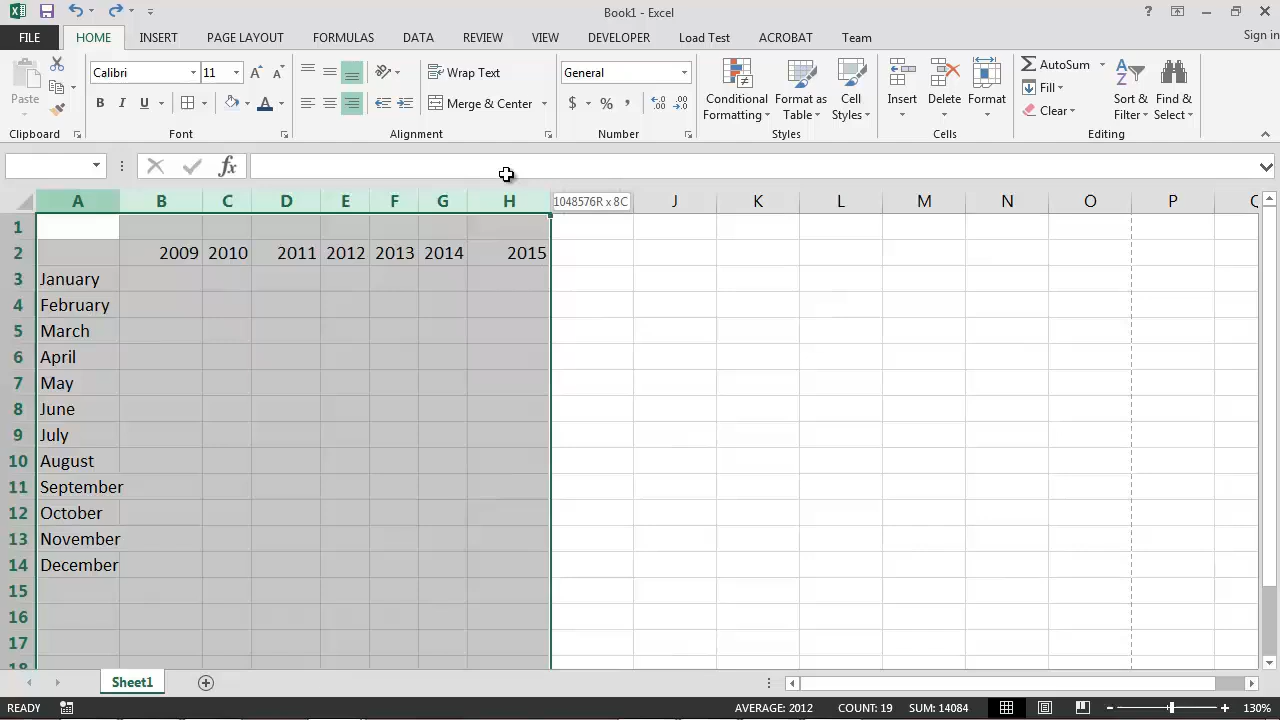 Book1 - Excel
?
FILE HOME INSERT PAGE LAYOUT FORMULAS DATA REVIEW VIEW DEVELOPER Load Test ACROBAT Team Sign in
Paste
Clipboard
Calibri 11
B I U
Font
Wrap Text
Merge & Center
Alignment
General
$ % ,
Number
Conditional Formatting
Format as Table
Cell Styles
Styles
Insert Delete Format
Cells
AutoSum
Fill
Clear
Sort & Filter
Find & Select
Editing
fx
A B C D E F G H 1048576R x 8C J K L M N O P Q
1
2 2009 2010 2011 2012 2013 2014 2015
3 January
4 February
5 March
6 April
7 May
8 June
9 July
10 August
11 September
12 October
13 November
14 December
15
16
17
18
Sheet1
READY AVERAGE: 2012 COUNT: 19 SUM: 14084 130%